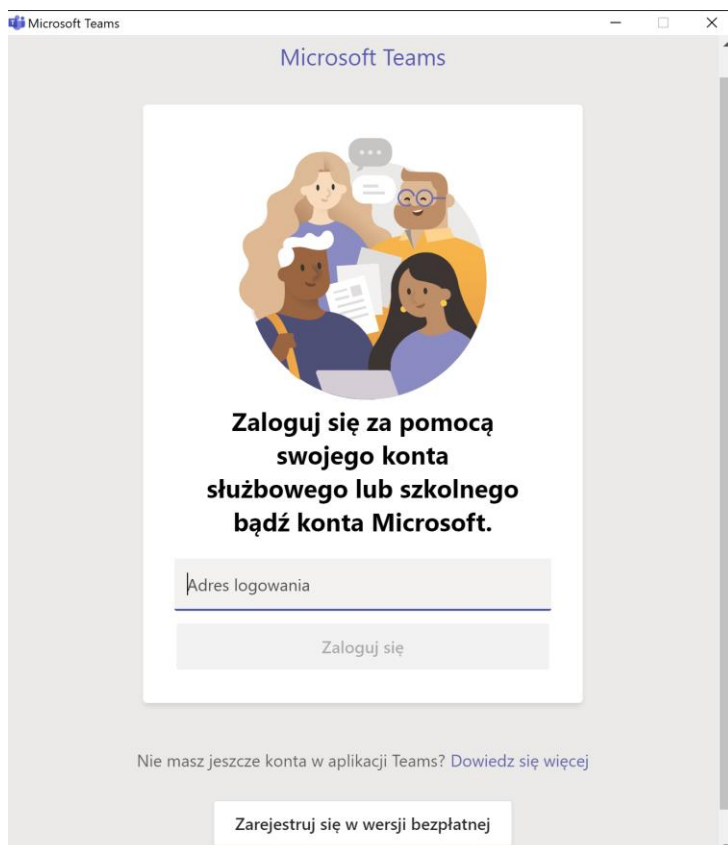 Microsoft Teams
Microsoft Teams
Zaloguj się za pomocą
swojego konta
służbowego lub szkolnego
bądź konta Microsoft.
Adres logowania
Zaloguj się
Nie masz jeszcze konta w aplikacji Teams? Dowiedz się więcej
Zarejestruj się w wersji bezpłatnej